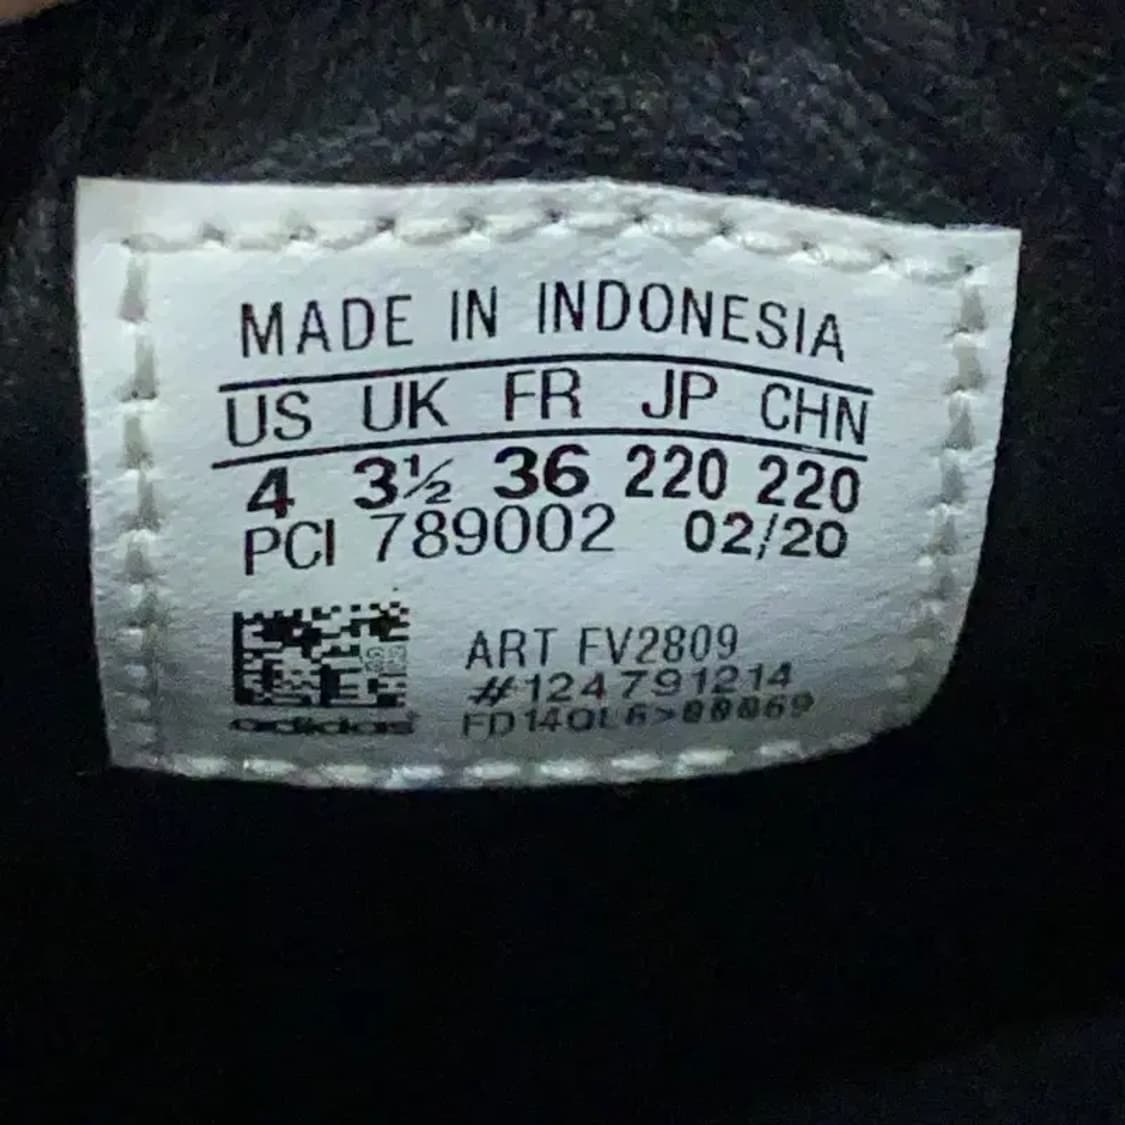 MADE IN INDONESIA
US UK FR JP CHN
4 3½ 36 220 220
PCI 789002 02/20
ART FV2809
#124791214
adidas